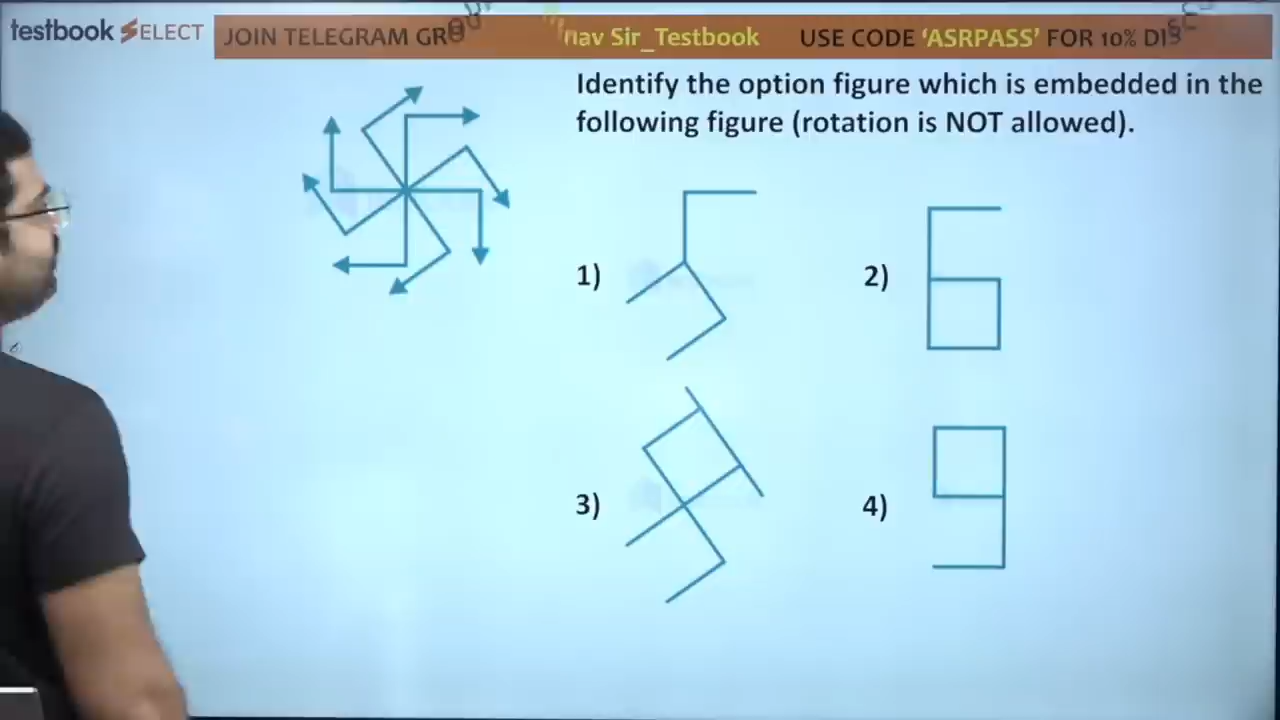 testbook SELECT
JOIN TELEGRAM GR
nav Sir_Testbook
USE CODE 'ASRPASS' FOR 10% DIS
Identify the option figure which is embedded in the
following figure (rotation is NOT allowed).
1)
2)
3)
4)